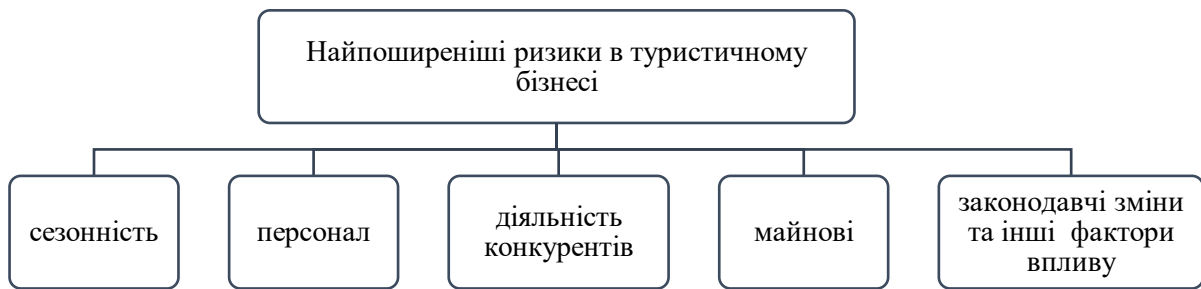 Найпоширеніші ризики в туристичному
бізнесі
сезонність
персонал
діяльність
конкурентів
майнові
законодавчі зміни
та інші  фактори
впливу